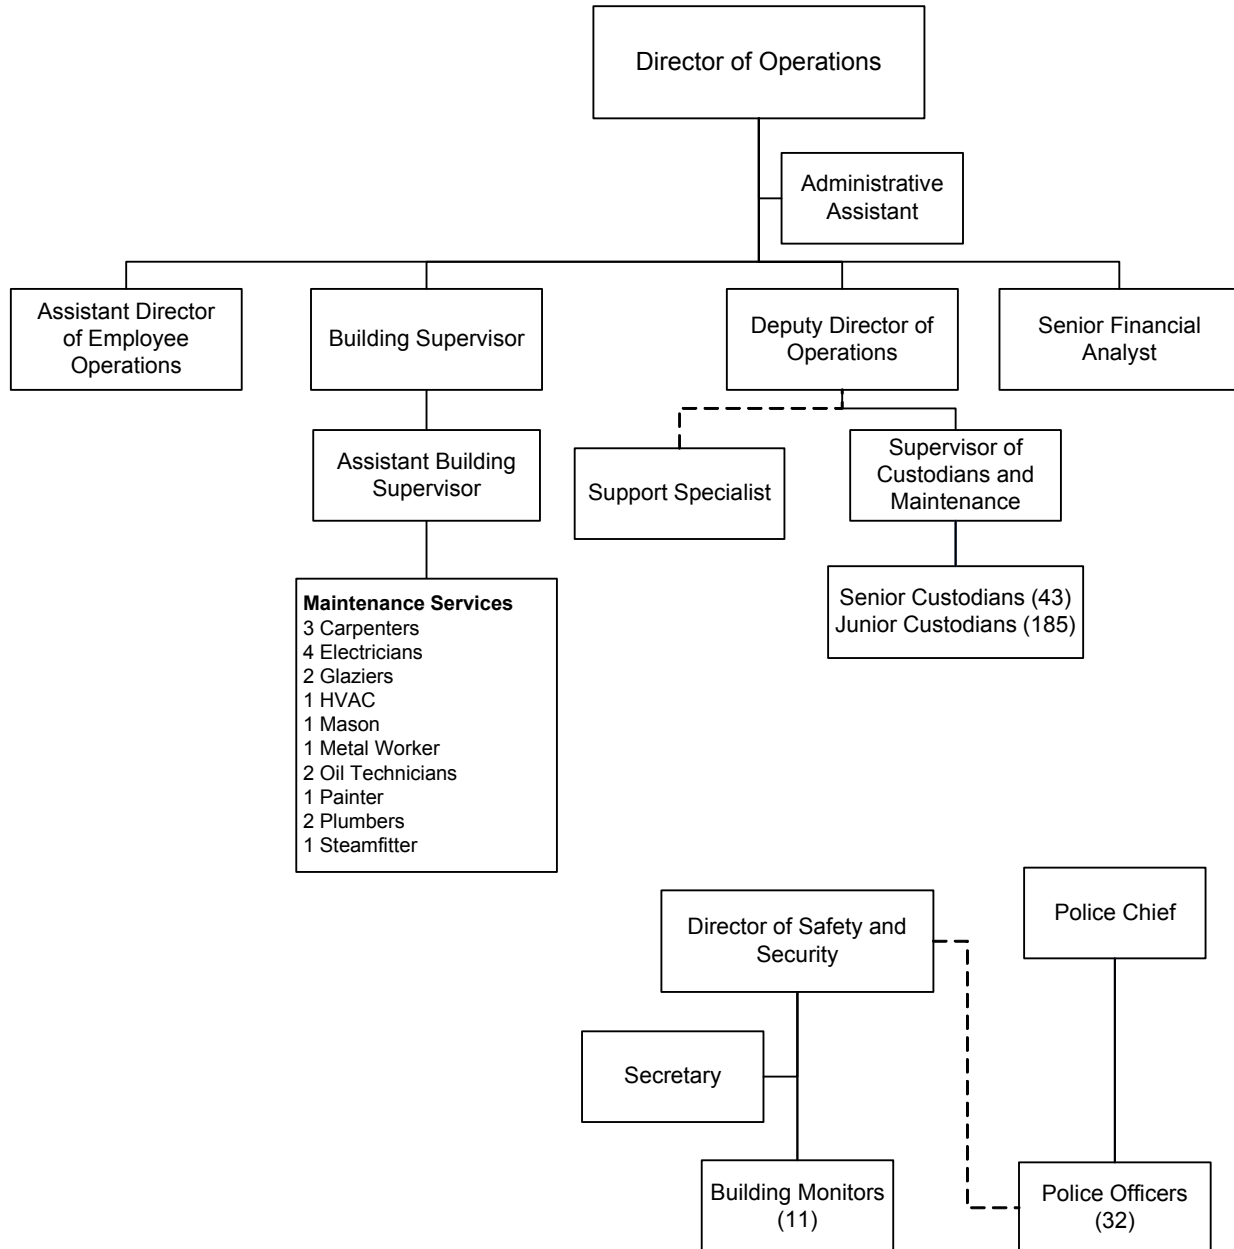 Director of Operations
Administrative
Assistant
Assistant Director
of Employee
Operations
Building Supervisor
Deputy Director of
Operations
Senior Financial
Analyst
Assistant Building
Supervisor
Support Specialist
Supervisor of
Custodians and
Maintenance
Maintenance Services
3 Carpenters
4 Electricians
2 Glaziers
1 HVAC
1 Mason
1 Metal Worker
2 Oil Technicians
1 Painter
2 Plumbers
1 Steamfitter
Senior Custodians (43)
Junior Custodians (185)
Director of Safety and
Security
Police Chief
Secretary
Building Monitors
(11)
Police Officers
(32)